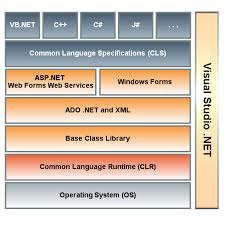 VB.NET C++ C# J# . . .
Common Language Specifications (CLS)
ASP.NET
Web Forms Web Services
Windows Forms
ADO .NET and XML
Base Class Library
Common Language Runtime (CLR)
Operating System (OS)
Visual Studio .NET